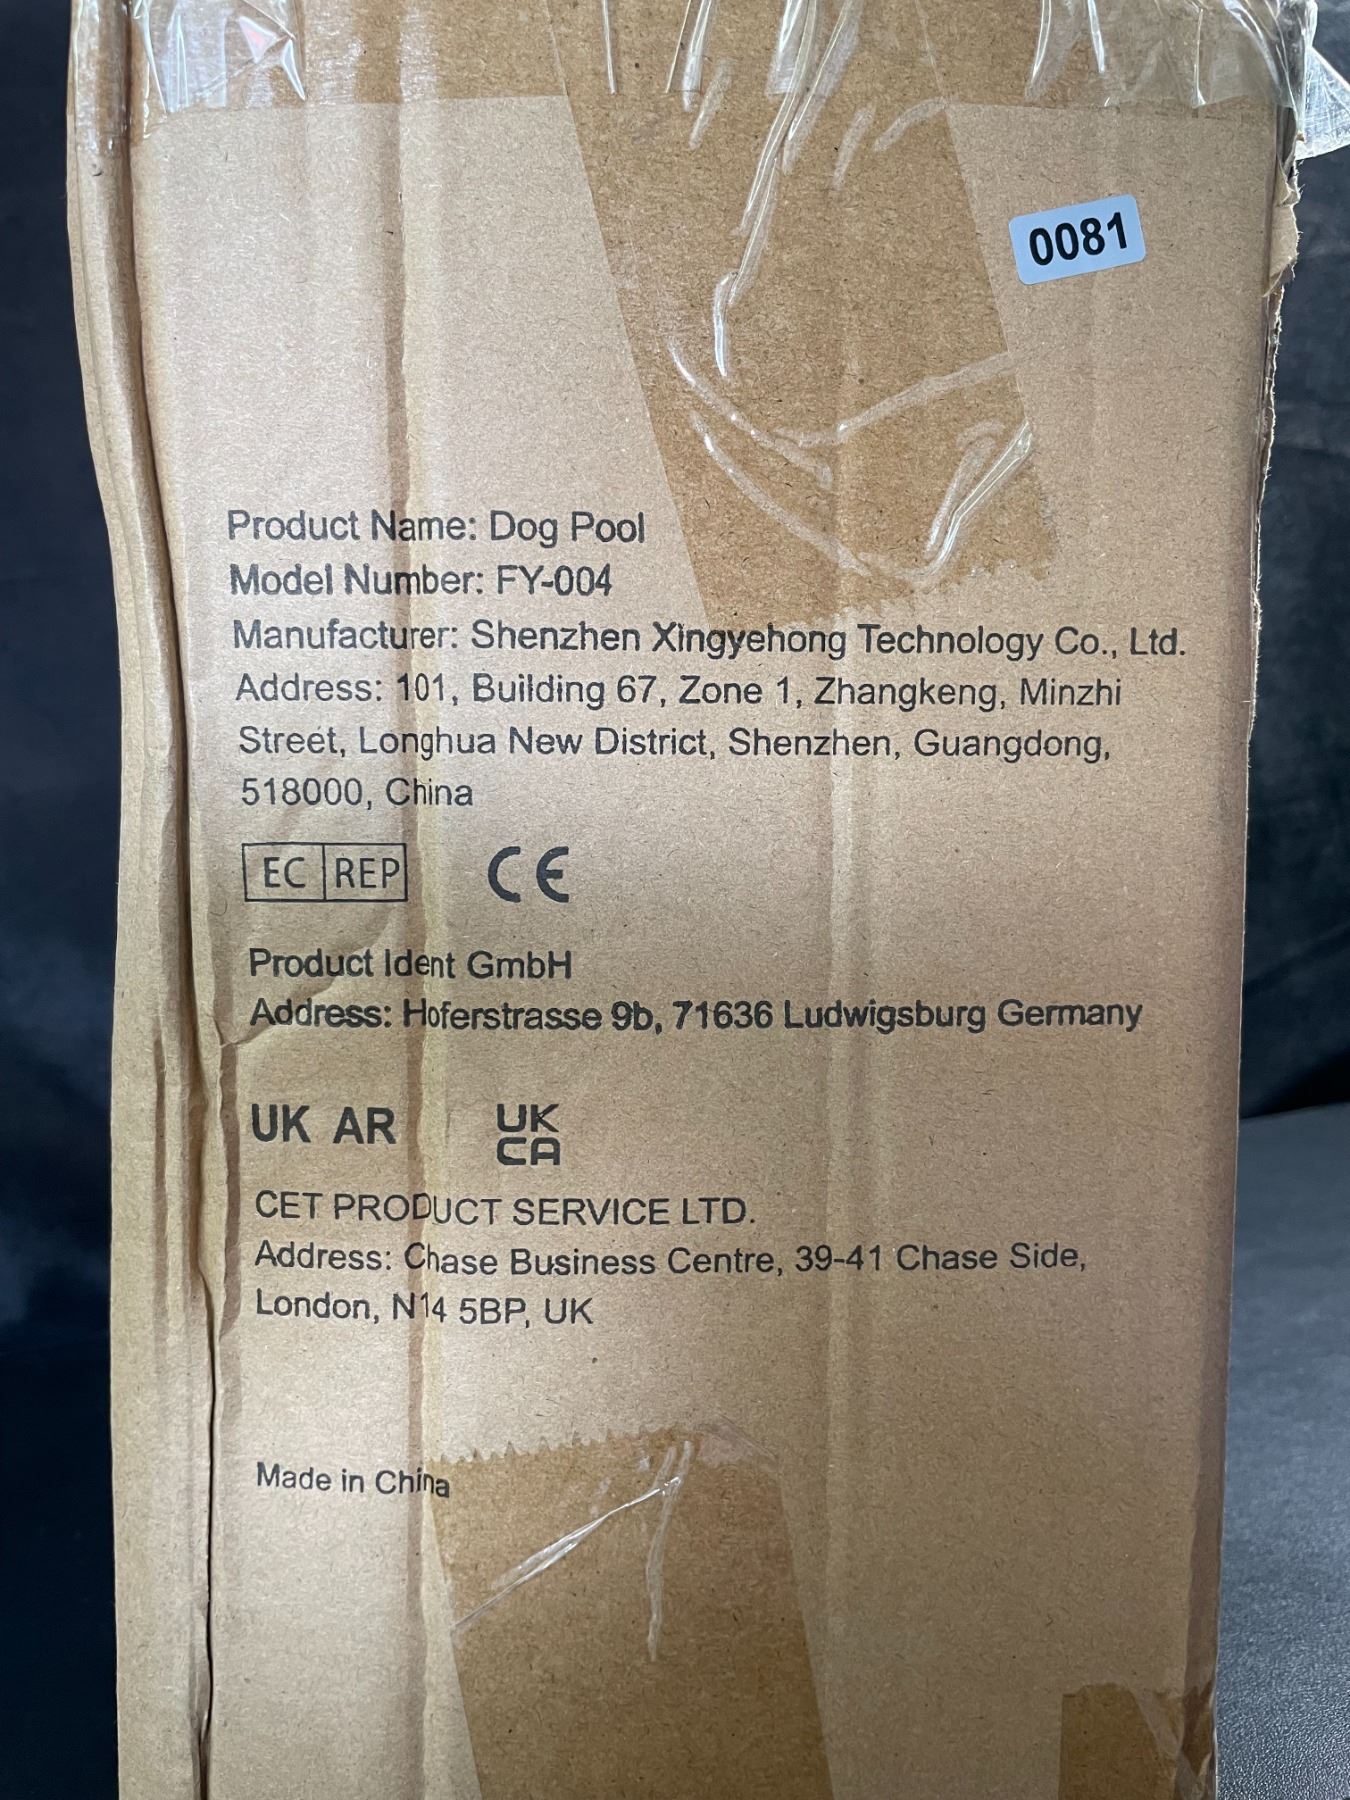 0081
Product Name: Dog Pool
Model Number: FY-004
Manufacturer: Shenzhen Xingyehong Technology Co., Ltd.
Address: 101, Building 67, Zone 1, Zhangkeng, Minzhi
Street, Longhua New District, Shenzhen, Guangdong,
518000, China
EC REP CE
Product Ident GmbH
Address: Hoferstrasse 9b, 71636 Ludwigsburg Germany
UK AR UK
CA
CET PRODUCT SERVICE LTD.
Address: Chase Business Centre, 39-41 Chase Side,
London, N14 5BP, UK
Made in China